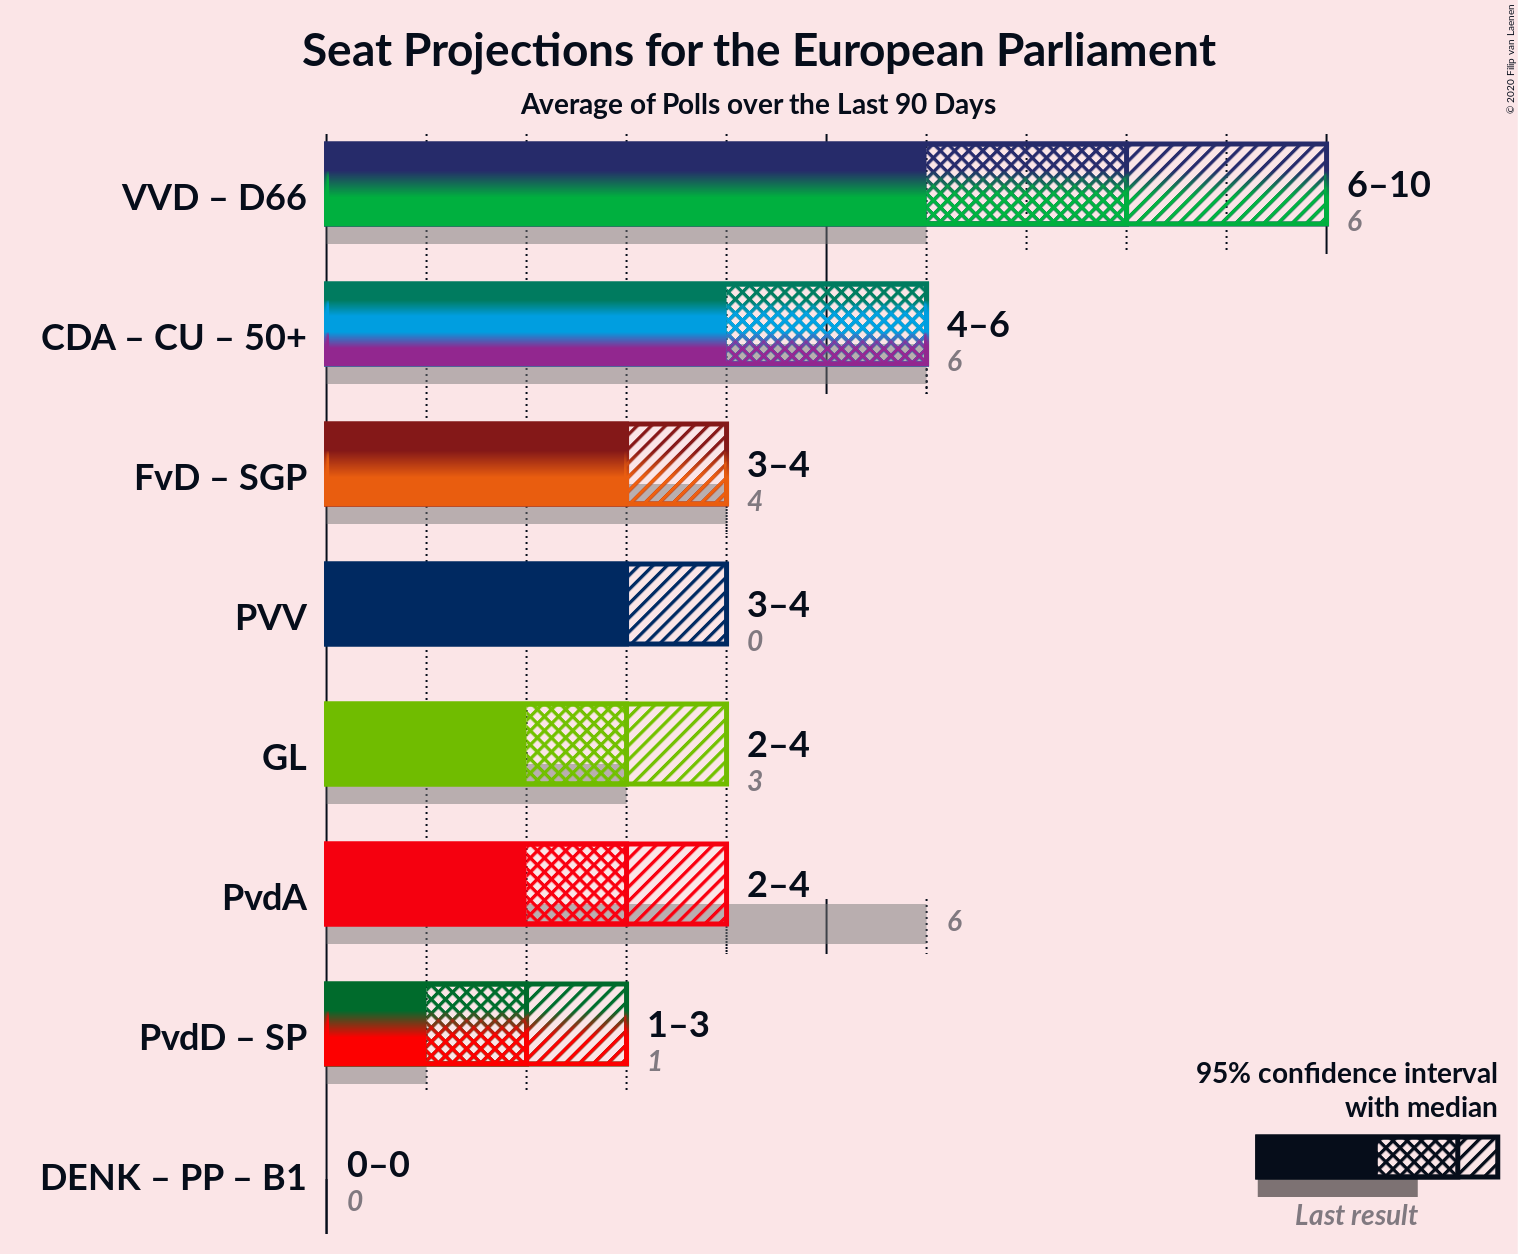 Seat Projections for the European Parliament
Average of Polls over the Last 90 Days
© 2020 Filip van Laenen
VVD – D66
6–10
6
CDA – CU – 50+
4–6
6
FvD – SGP
3–4
4
PVV
3–4
0
GL
2–4
3
PvdA
2–4
6
PvdD – SP
1–3
1
DENK – PP – B1
0–0
0
95% confidence interval
with median
Last result